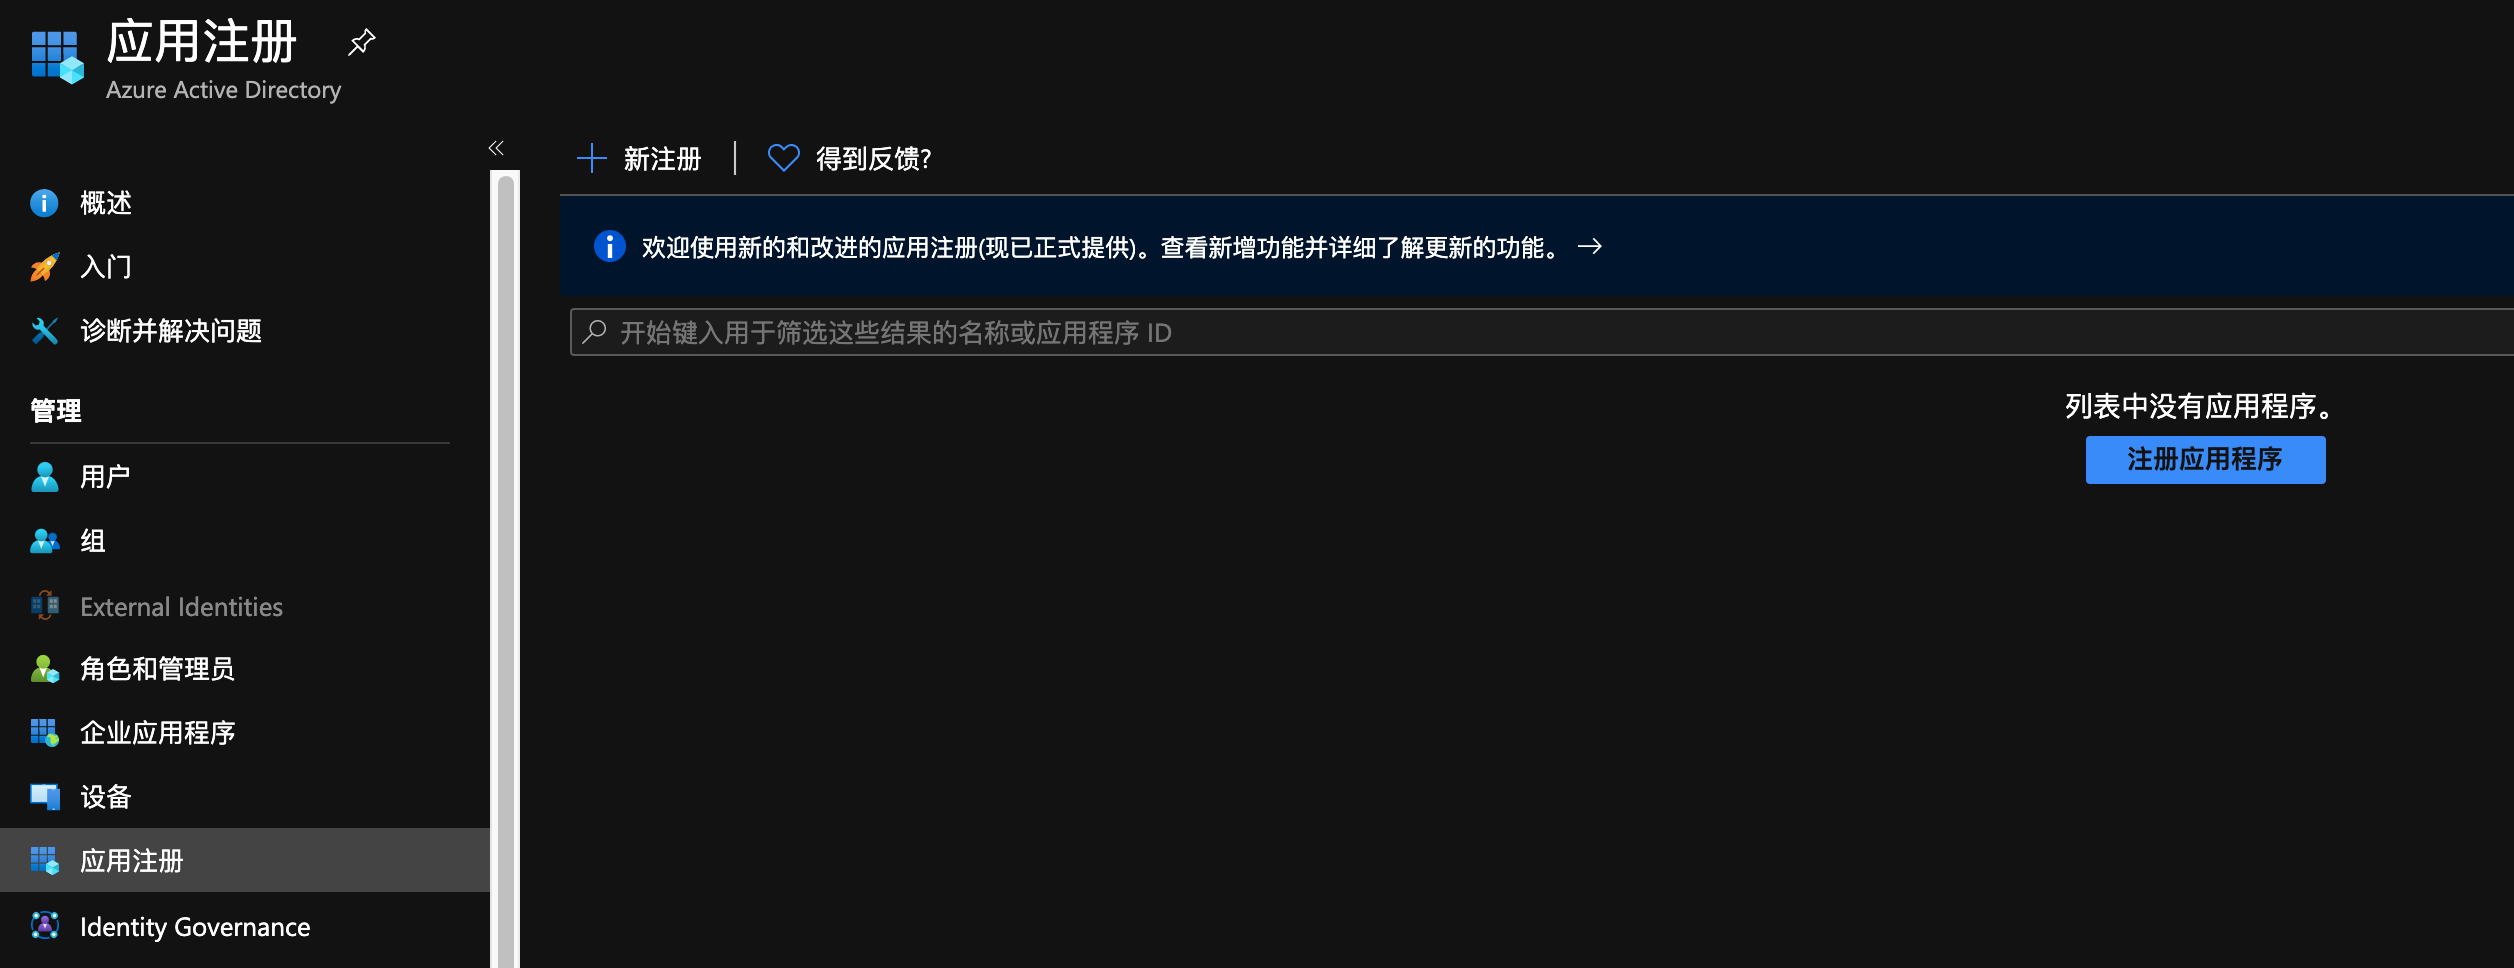 应用注册
Azure Active Directory
概述
入门
诊断并解决问题
管理
用户
组
External Identities
角色和管理员
企业应用程序
设备
应用注册
Identity Governance
新注册
得到反馈?
欢迎使用新的和改进的应用注册(现已正式提供)。查看新增功能并详细了解更新的功能。 →
开始键入用于筛选这些结果的名称或应用程序 ID
列表中没有应用程序。
注册应用程序